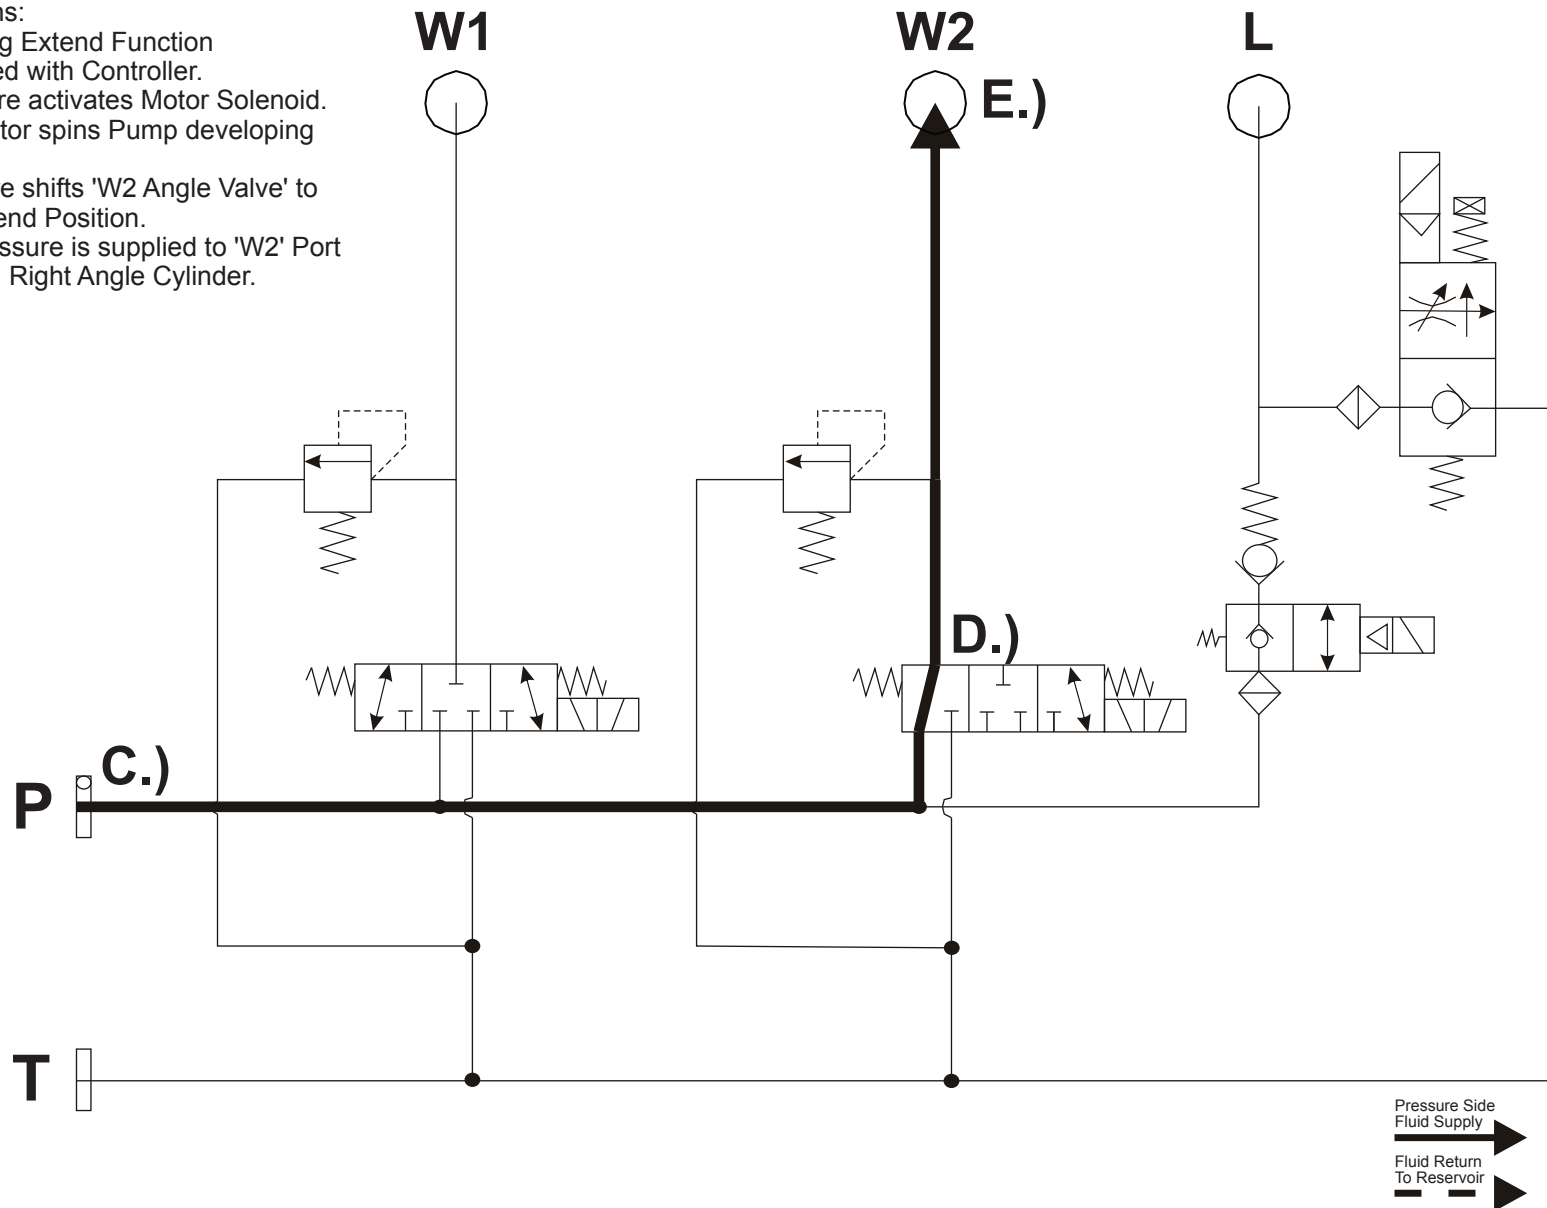 ns:
g Extend Function
ed with Controller.
re activates Motor Solenoid.
tor spins Pump developing
e shifts 'W2 Angle Valve' to
end Position.
ssure is supplied to 'W2' Port
Right Angle Cylinder.
W1
W2
L
E.)
D.)
C.)
P
T
Pressure Side
Fluid Supply
Fluid Return
To Reservoir